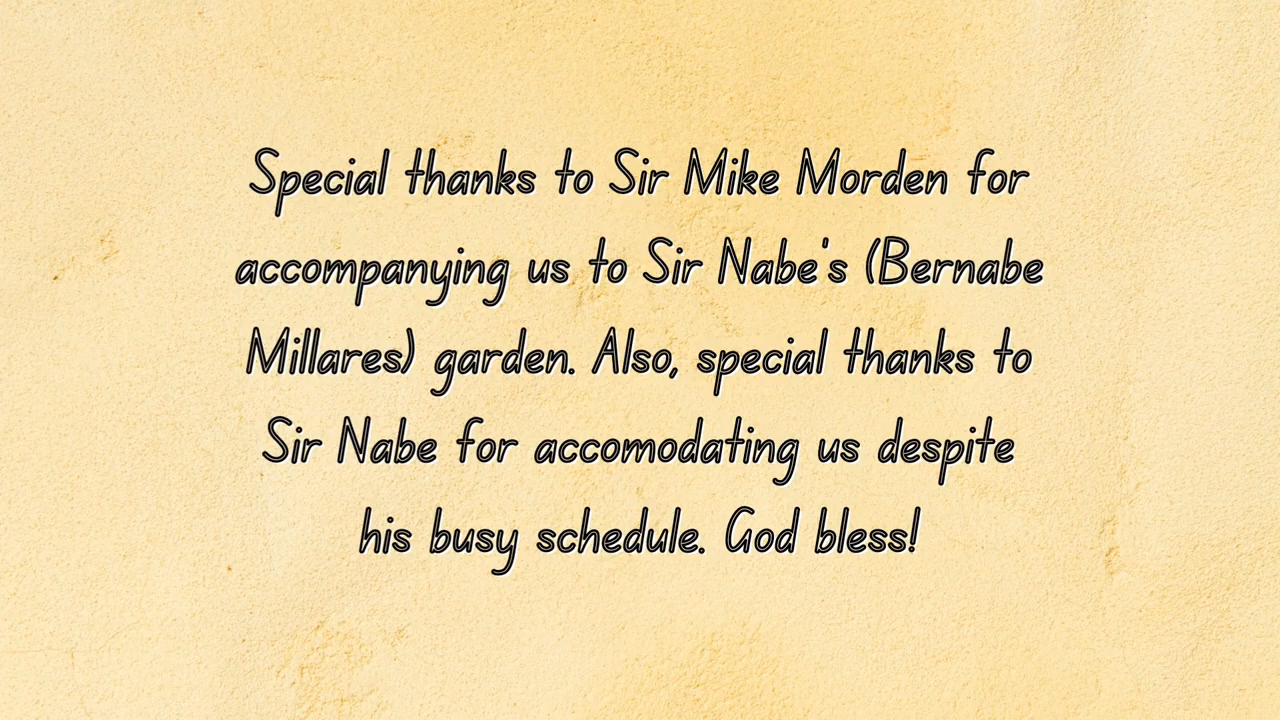 Special thanks to Sir Mike Morden for
accompanying us to Sir Nabe's (Bernabe
Millares) garden. Also, special thanks to
Sir Nabe for accomodating us despite
his busy schedule. God bless!